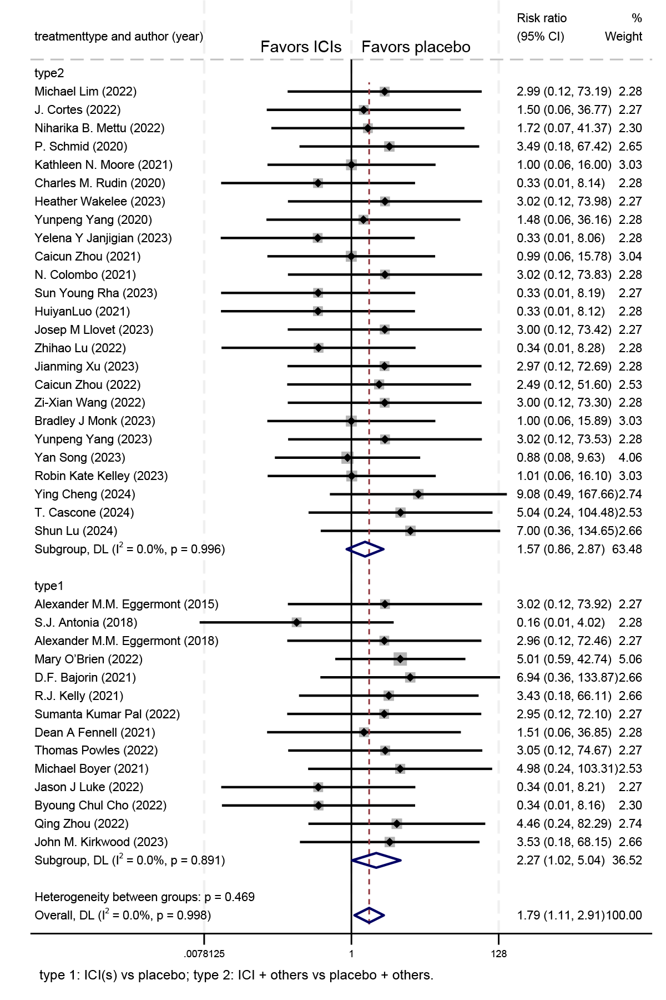 Risk ratio %
treatmenttype and author (year) (95% CI) Weight
Favors ICIs Favors placebo
type2
Michael Lim (2022) 2.99 (0.12, 73.19) 2.28
J. Cortes (2022) 1.50 (0.06, 36.77) 2.27
Niharika B. Mettu (2022) 1.72 (0.07, 41.37) 2.30
P. Schmid (2020) 3.49 (0.18, 67.42) 2.65
Kathleen N. Moore (2021) 1.00 (0.06, 16.00) 3.03
Charles M. Rudin (2020) 0.33 (0.01, 8.14) 2.28
Heather Wakelee (2023) 3.02 (0.12, 73.98) 2.27
Yunpeng Yang (2020) 1.48 (0.06, 36.16) 2.28
Yelena Y Janjigian (2023) 0.33 (0.01, 8.06) 2.28
Caicun Zhou (2021) 0.99 (0.06, 15.78) 3.04
N. Colombo (2021) 3.02 (0.12, 73.83) 2.28
Sun Young Rha (2023) 0.33 (0.01, 8.19) 2.27
HuiyanLuo (2021) 0.33 (0.01, 8.12) 2.28
Josep M Llovet (2023) 3.00 (0.12, 73.42) 2.27
Zhihao Lu (2022) 0.34 (0.01, 8.28) 2.28
Jianming Xu (2023) 2.97 (0.12, 72.69) 2.28
Caicun Zhou (2022) 2.49 (0.12, 51.60) 2.53
Zi-Xian Wang (2022) 3.00 (0.12, 73.30) 2.28
Bradley J Monk (2023) 1.00 (0.06, 15.89) 3.03
Yunpeng Yang (2023) 3.02 (0.12, 73.53) 2.28
Yan Song (2023) 0.88 (0.08, 9.63) 4.06
Robin Kate Kelley (2023) 1.01 (0.06, 16.10) 3.03
Ying Cheng (2024) 9.08 (0.49, 167.66) 2.74
T. Cascone (2024) 5.04 (0.24, 104.48) 2.53
Shun Lu (2024) 7.00 (0.36, 134.65) 2.66
Subgroup, DL (I² = 0.0%, p = 0.996) 1.57 (0.86, 2.87) 63.48
type1
Alexander M.M. Eggermont (2015) 3.02 (0.12, 73.92) 2.27
S.J. Antonia (2018) 0.16 (0.01, 4.02) 2.28
Alexander M.M. Eggermont (2018) 2.96 (0.12, 72.46) 2.27
Mary O’Brien (2022) 5.01 (0.59, 42.74) 5.06
D.F. Bajorin (2021) 6.94 (0.36, 133.87) 2.66
R.J. Kelly (2021) 3.43 (0.18, 66.11) 2.66
Sumanta Kumar Pal (2022) 2.95 (0.12, 72.10) 2.27
Dean A Fennell (2021) 1.51 (0.06, 36.85) 2.28
Thomas Powles (2022) 3.05 (0.12, 74.67) 2.27
Michael Boyer (2021) 4.98 (0.24, 103.31) 2.53
Jason J Luke (2022) 0.34 (0.01, 8.21) 2.27
Byoung Chul Cho (2022) 0.34 (0.01, 8.16) 2.30
Qing Zhou (2022) 4.46 (0.24, 82.29) 2.74
John M. Kirkwood (2023) 3.53 (0.18, 68.15) 2.66
Subgroup, DL (I² = 0.0%, p = 0.891) 2.27 (1.02, 5.04) 36.52
Heterogeneity between groups: p = 0.469
Overall, DL (I² = 0.0%, p = 0.998) 1.79 (1.11, 2.91) 100.00
.0078125 1 128
type 1: ICI(s) vs placebo; type 2: ICI + others vs placebo + others.